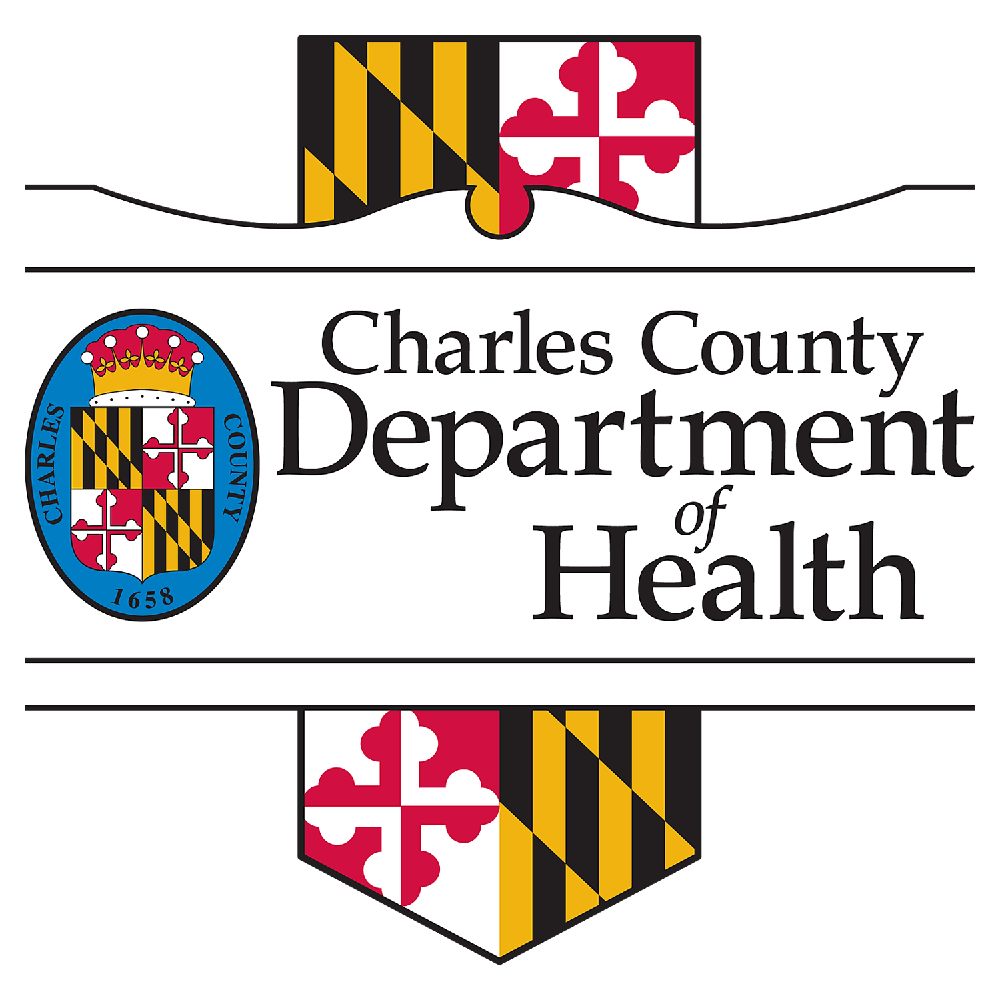 CHARLES
COUNTY
1658
Charles County
Department
of
Health